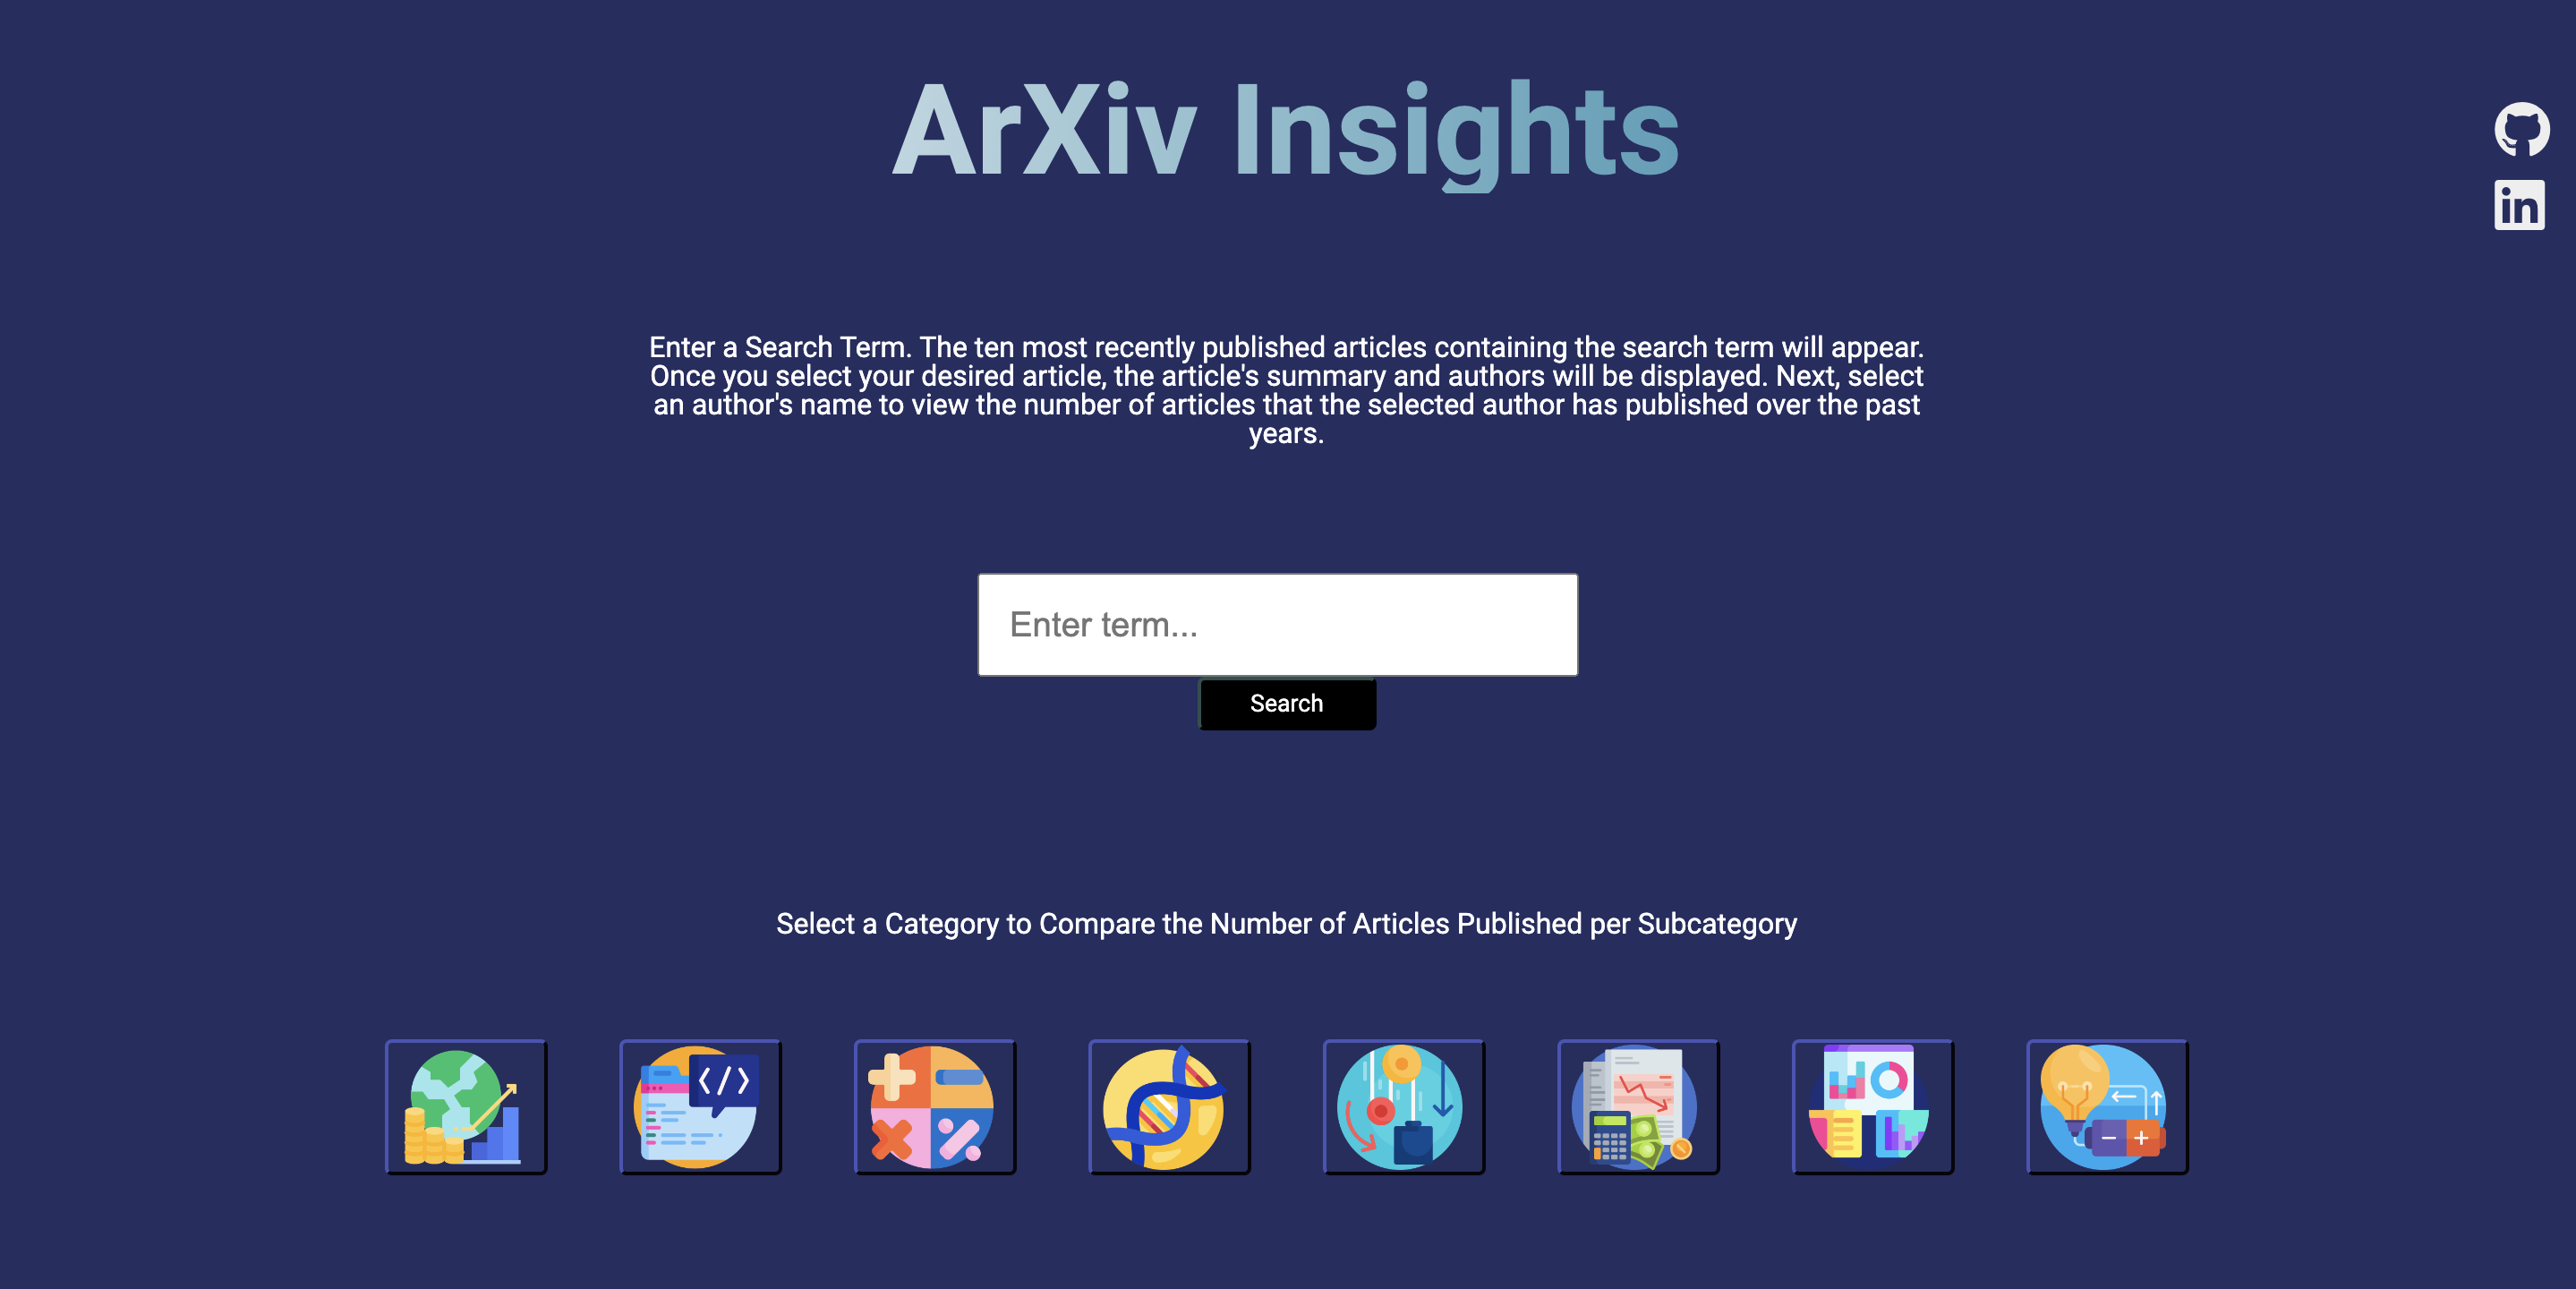 ArXiv Insights
in
Enter a Search Term. The ten most recently published articles containing the search term will appear.
Once you select your desired article, the article's summary and authors will be displayed. Next, select
an author's name to view the number of articles that the selected author has published over the past
years.
Enter term...
Search
Select a Category to Compare the Number of Articles Published per Subcategory